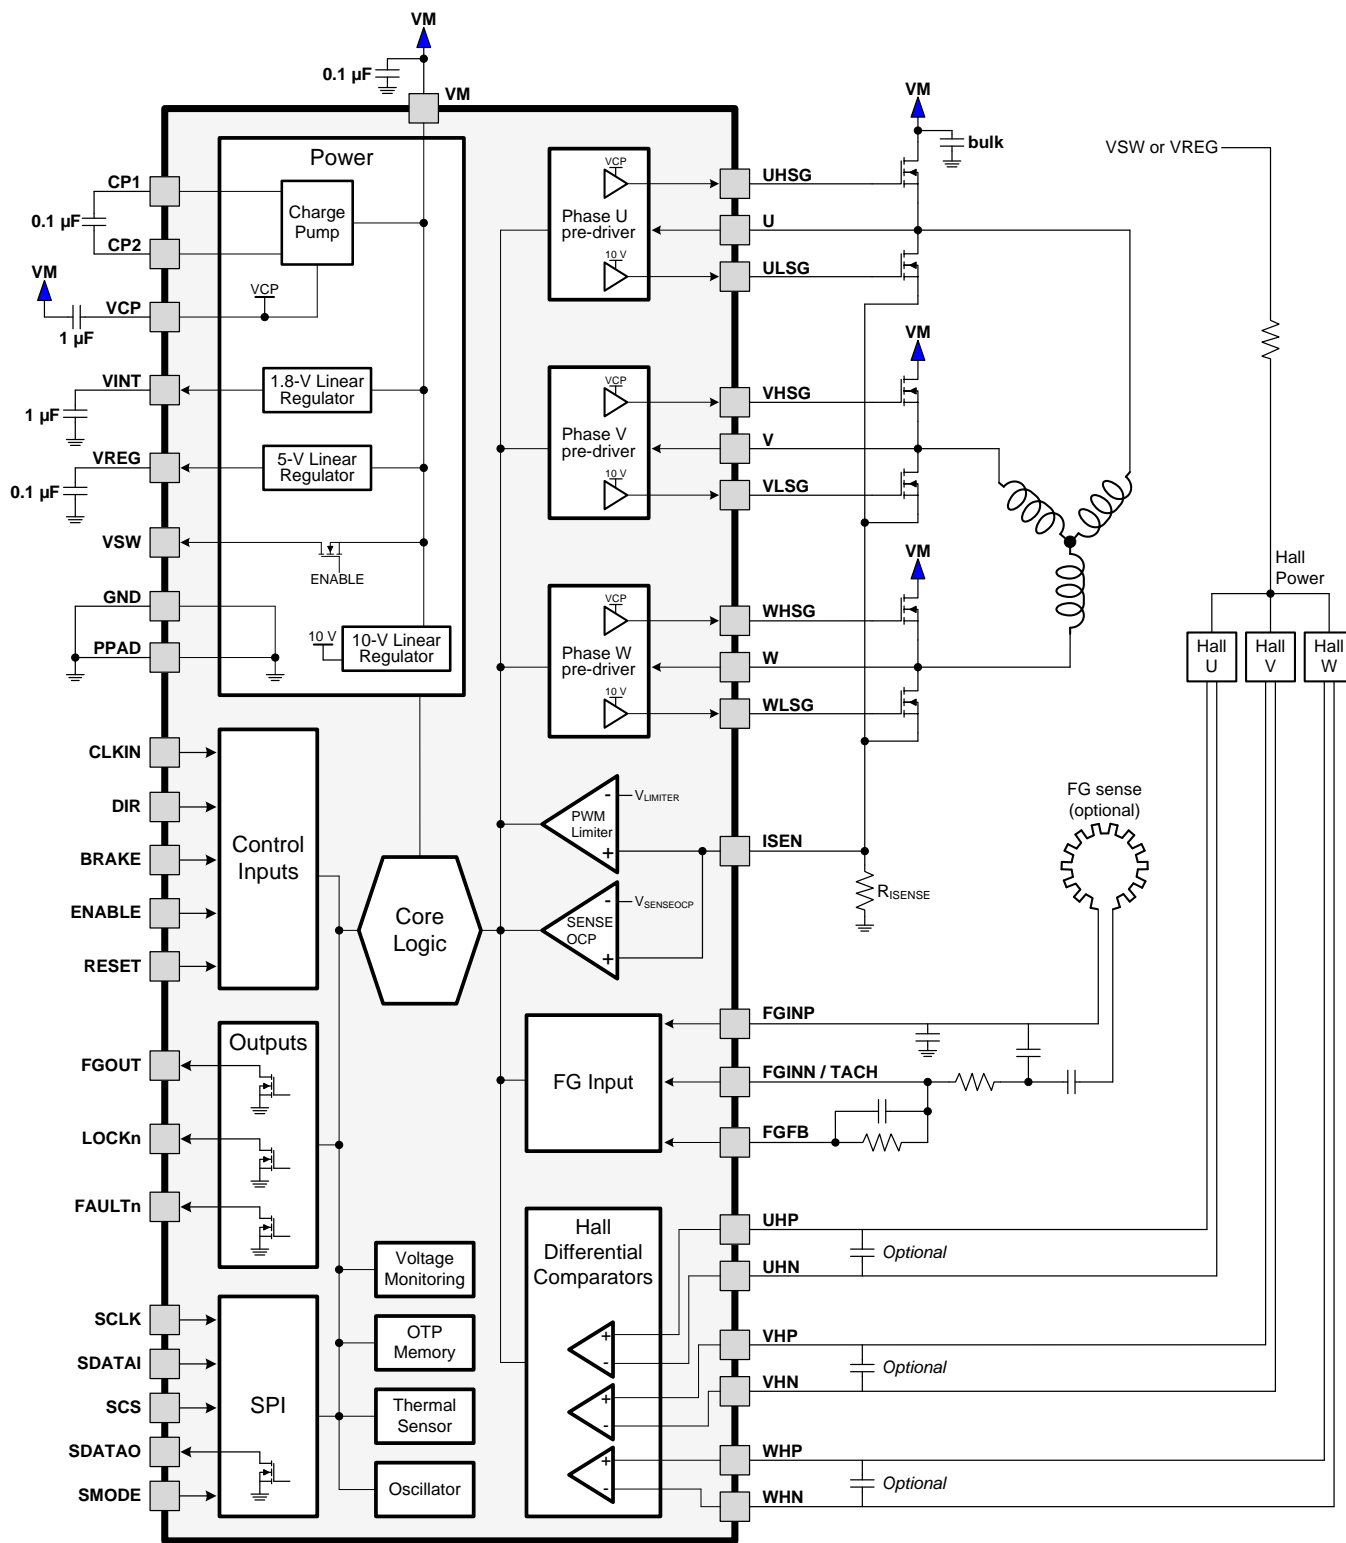 VM
0.1 µF
VM
Power
CP1
0.1 µF
CP2
Charge
Pump
VM
VCP
1 µF
VCP
VINT
1 µF
1.8-V Linear
Regulator
VREG
0.1 µF
5-V Linear
Regulator
VSW
ENABLE
GND
PPAD
10 V
10-V Linear
Regulator
CLKIN
DIR
BRAKE
ENABLE
RESET
Control
Inputs
Core
Logic
Outputs
FGOUT
LOCKn
FAULTn
SCLK
SDATAI
SCS
SDATAO
SMODE
SPI
Voltage
Monitoring
OTP
Memory
Thermal
Sensor
Oscillator
VCP
Phase U
pre-driver
10 V
UHSG
U
ULSG
VM
bulk
VCP
Phase V
pre-driver
10 V
VHSG
V
VLSG
VM
VCP
Phase W
pre-driver
10 V
WHSG
W
WLSG
VM
VSW or VREG
Hall
Power
Hall
U
Hall
V
Hall
W
-
VLIMITER
PWM
Limiter
+
-
VSENSEOCP
SENSE
OCP
+
ISEN
RISENSE
FG sense
(optional)
FG Input
FGINP
FGINN / TACH
FGFB
Hall
Differential
Comparators
+
-
+
-
+
-
UHP
Optional
UHN
VHP
Optional
VHN
WHP
Optional
WHN